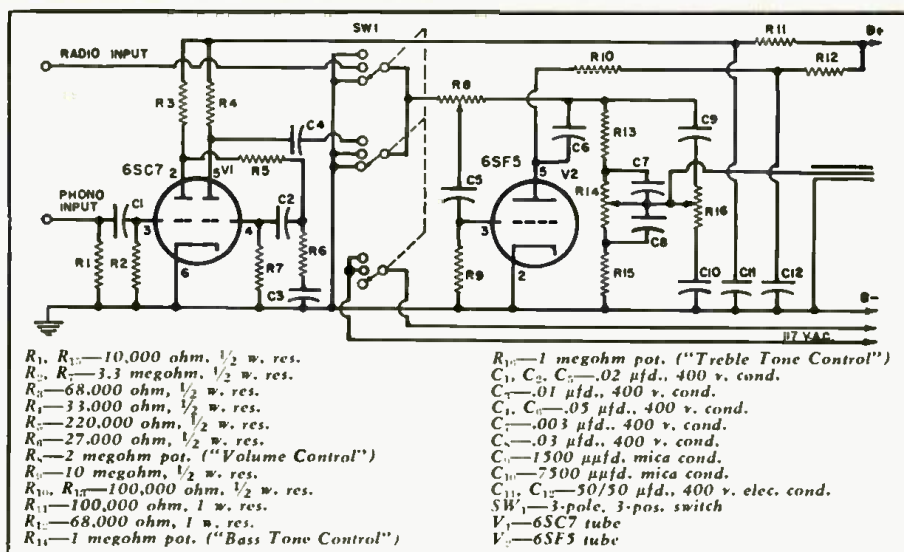 SW1
R11
B+
RADIO INPUT
R10
R12
R3
R4
R8
C4
C6
R13
C9
6SC7
2
5
V1
R5
6SF5
5
V2
C7
PHONO
INPUT
C1
3
4
C2
C5
3
R14
R16
R1
R2
6
R7
R6
C3
R9
2
C8
R15
C10
C11
C12
B-
117 V.A.C.
R₁, R₁₅—10,000 ohm, ½ w. res.
R₂, R₇—3.3 megohm, ½ w. res.
R₃—68,000 ohm, ½ w. res.
R₄—33,000 ohm, ½ w. res.
R₅—220,000 ohm, ½ w. res.
R₆—27,000 ohm, ½ w. res.
R₈—2 megohm pot. ("Volume Control")
R₉—10 megohm, ½ w. res.
R₁₀, R₁₃—100,000 ohm, ½ w. res.
R₁₁—100,000 ohm, 1 w. res.
R₁₂—68,000 ohm, 1 w. res.
R₁₄—1 megohm pot. ("Bass Tone Control")
R₁₆—1 megohm pot. ("Treble Tone Control")
C₁, C₂, C₅—.02 µfd., 400 v. cond.
C₃—.01 µfd., 400 v. cond.
C₄, C₆—.05 µfd., 400 v. cond.
C₇—.003 µfd., 400 v. cond.
C₈—.03 µfd., 400 v. cond.
C₉—1500 µµfd. mica cond.
C₁₀—7500 µµfd. mica cond.
C₁₁, C₁₂—50/50 µfd., 400 v. elec. cond.
SW₁—3-pole, 3-pos. switch
V₁—6SC7 tube
V₂—6SF5 tube